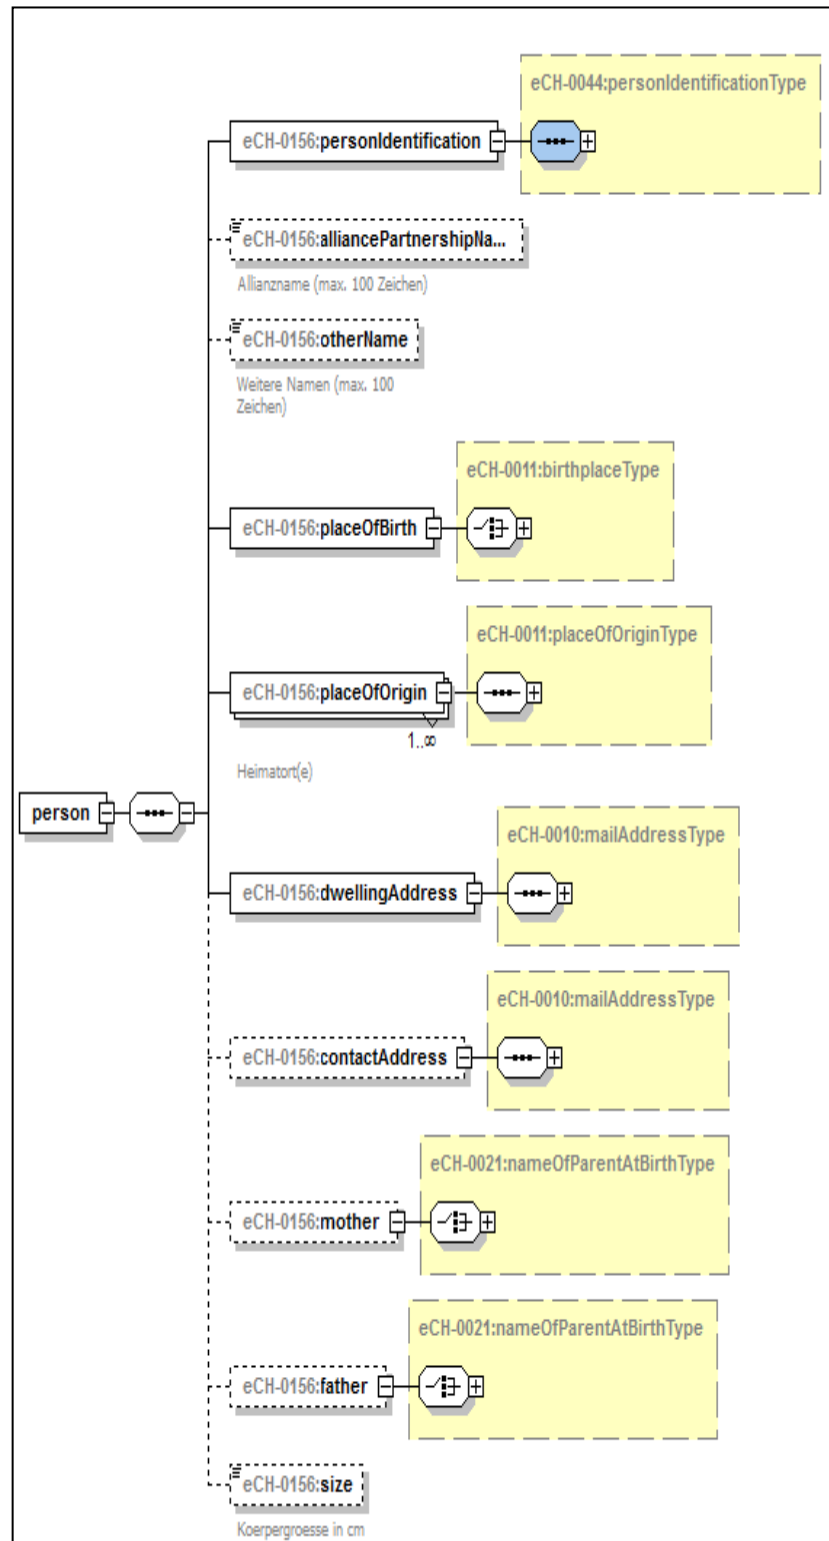 eCH-0044:personIdentificationType
eCH-0156:personIdentification
eCH-0156:alliancePartnershipNa...
Allianzname (max. 100 Zeichen)
eCH-0156:otherName
Weitere Namen (max. 100
Zeichen)
eCH-0011:birthplaceType
eCH-0156:placeOfBirth
eCH-0011:placeOfOriginType
eCH-0156:placeOfOrigin
1..∞
Heimatort(e)
person
eCH-0010:mailAddressType
eCH-0156:dwellingAddress
eCH-0010:mailAddressType
eCH-0156:contactAddress
eCH-0021:nameOfParentAtBirthType
eCH-0156:mother
eCH-0021:nameOfParentAtBirthType
eCH-0156:father
eCH-0156:size
Koerpergroesse in cm